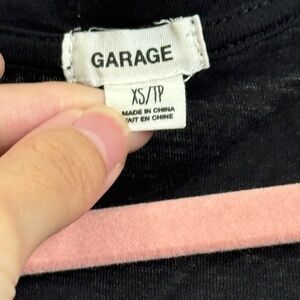 GARAGE
XS/TP
MADE IN CHINA
FAIT EN CHINE